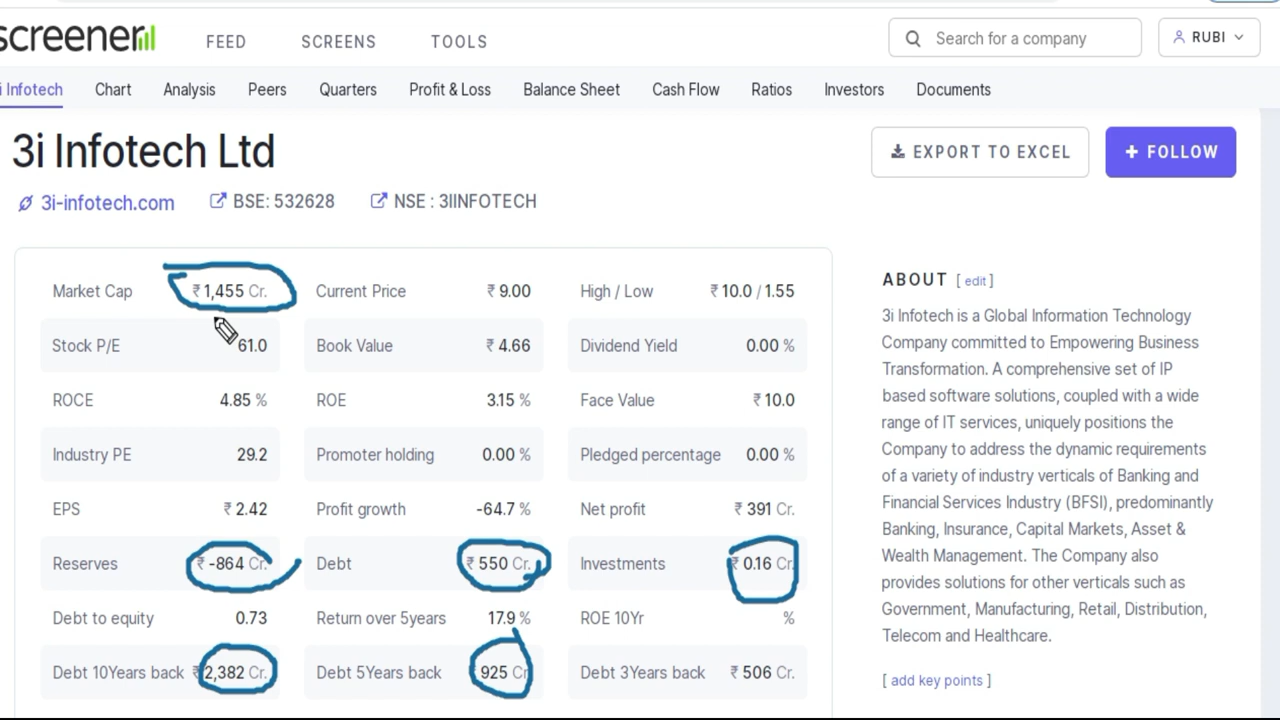 screener
FEED SCREENS TOOLS
Search for a company
RUBI
i Infotech Chart Analysis Peers Quarters Profit & Loss Balance Sheet Cash Flow Ratios Investors Documents
3i Infotech Ltd
EXPORT TO EXCEL
+ FOLLOW
3i-infotech.com BSE: 532628 NSE : 3IINFOTECH
Market Cap ₹ 1,455 Cr. Current Price ₹ 9.00 High / Low ₹ 10.0 / 1.55
Stock P/E 61.0 Book Value ₹ 4.66 Dividend Yield 0.00 %
ROCE 4.85 % ROE 3.15 % Face Value ₹ 10.0
Industry PE 29.2 Promoter holding 0.00 % Pledged percentage 0.00 %
EPS ₹ 2.42 Profit growth -64.7 % Net profit ₹ 391 Cr.
Reserves ₹ -864 Cr. Debt ₹ 550 Cr. Investments ₹ 0.16 Cr.
Debt to equity 0.73 Return over 5years 17.9 % ROE 10Yr %
Debt 10Years back ₹ 2,382 Cr. Debt 5Years back 925 Cr Debt 3Years back ₹ 506 Cr.
ABOUT [ edit ]
3i Infotech is a Global Information Technology
Company committed to Empowering Business
Transformation. A comprehensive set of IP
based software solutions, coupled with a wide
range of IT services, uniquely positions the
Company to address the dynamic requirements
of a variety of industry verticals of Banking and
Financial Services Industry (BFSI), predominantly
Banking, Insurance, Capital Markets, Asset &
Wealth Management. The Company also
provides solutions for other verticals such as
Government, Manufacturing, Retail, Distribution,
Telecom and Healthcare.
[ add key points ]